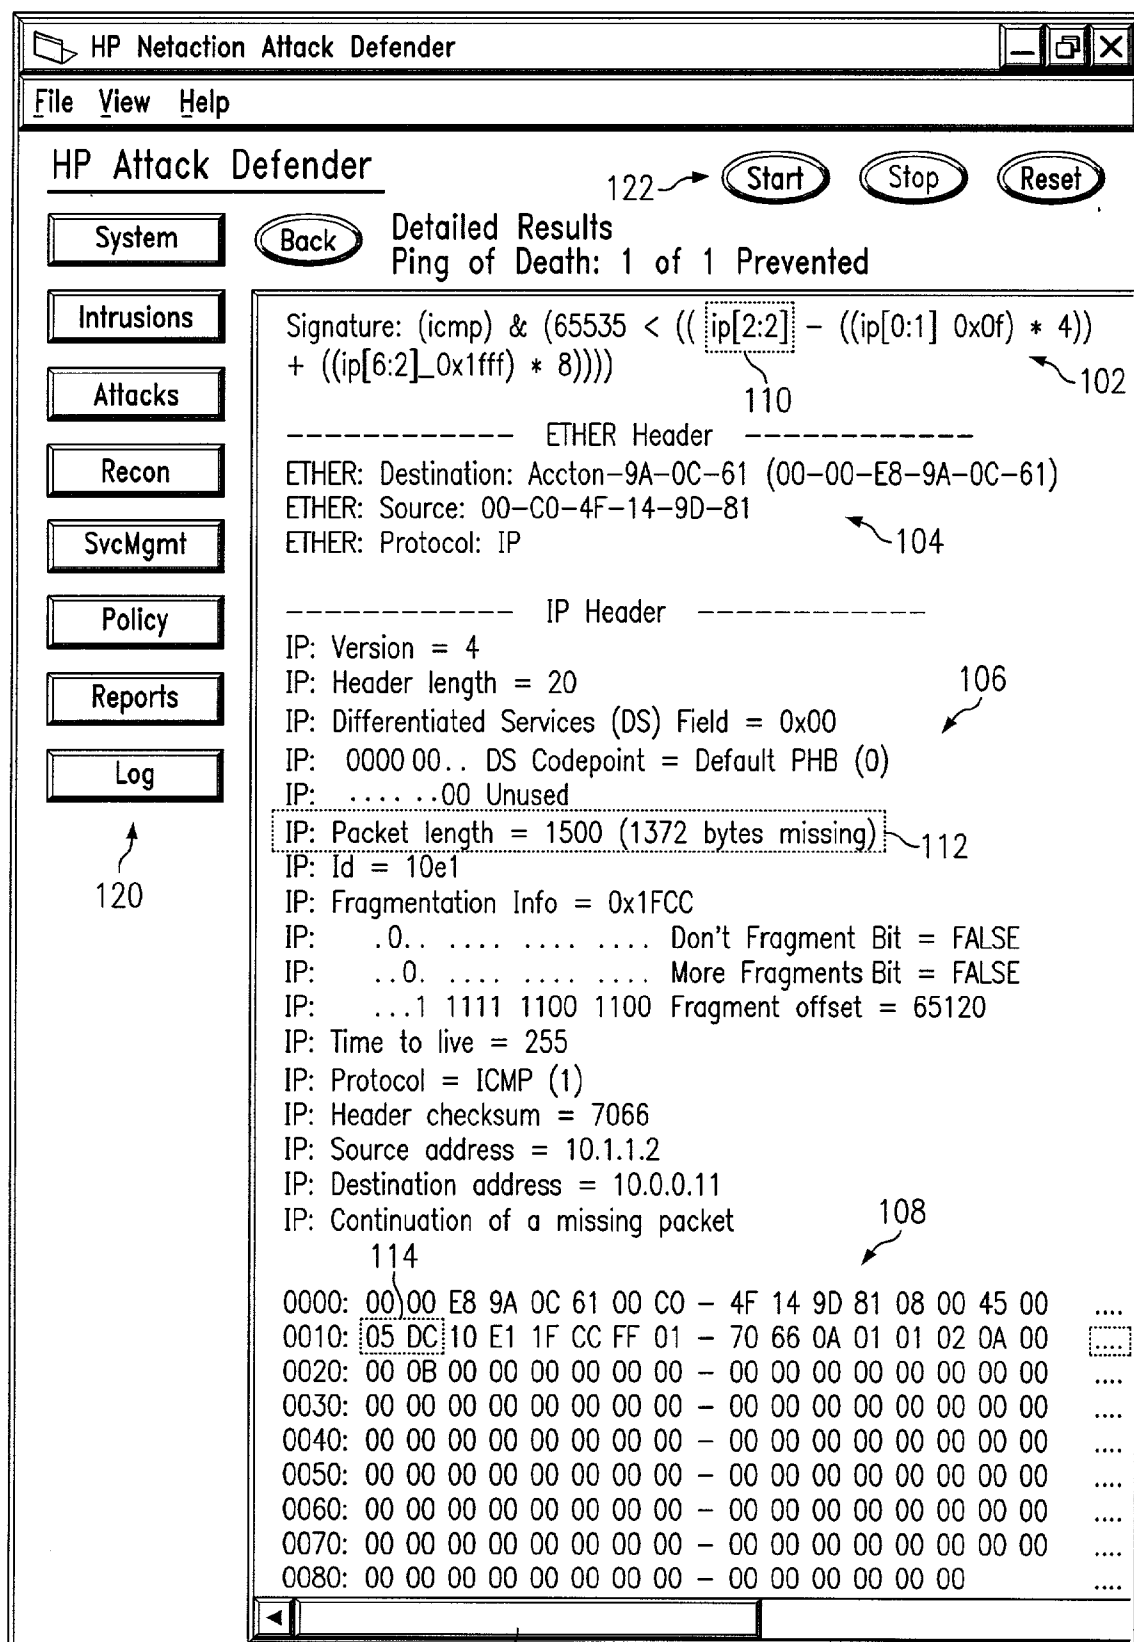 HP Netaction Attack Defender
File View Help
HP Attack Defender
122
Start
Stop
Reset
System
Back
Detailed Results
Ping of Death: 1 of 1 Prevented
Intrusions
Attacks
Recon
SvcMgmt
Policy
Reports
Log
120
Signature: (icmp) & (65535 < (( ip[2:2] – ((ip[0:1] 0x0f) * 4))
+ ((ip[6:2]_0x1fff) * 8))))
110
102
------------ ETHER Header ------------
ETHER: Destination: Accton-9A-0C-61 (00-00-E8-9A-0C-61)
ETHER: Source: 00-C0-4F-14-9D-81
ETHER: Protocol: IP
104
------------ IP Header ------------
IP: Version = 4
IP: Header length = 20
106
IP: Differentiated Services (DS) Field = 0x00
IP: 0000 00.. DS Codepoint = Default PHB (0)
IP: .... ..00 Unused
IP: Packet length = 1500 (1372 bytes missing)
112
IP: Id = 10e1
IP: Fragmentation Info = 0x1FCC
IP: .0.. .... .... .... Don't Fragment Bit = FALSE
IP: ..0. .... .... .... More Fragments Bit = FALSE
IP: ...1 1111 1100 1100 Fragment offset = 65120
IP: Time to live = 255
IP: Protocol = ICMP (1)
IP: Header checksum = 7066
IP: Source address = 10.1.1.2
IP: Destination address = 10.0.0.11
IP: Continuation of a missing packet
108
114
0000: 00 00 E8 9A 0C 61 00 C0 – 4F 14 9D 81 08 00 45 00 ....
0010: 05 DC 10 E1 1F CC FF 01 – 70 66 0A 01 01 02 0A 00 ....
0020: 00 0B 00 00 00 00 00 00 – 00 00 00 00 00 00 00 00 ....
0030: 00 00 00 00 00 00 00 00 – 00 00 00 00 00 00 00 00 ....
0040: 00 00 00 00 00 00 00 00 – 00 00 00 00 00 00 00 00 ....
0050: 00 00 00 00 00 00 00 00 – 00 00 00 00 00 00 00 00 ....
0060: 00 00 00 00 00 00 00 00 – 00 00 00 00 00 00 00 00 ....
0070: 00 00 00 00 00 00 00 00 – 00 00 00 00 00 00 00 00 ....
0080: 00 00 00 00 00 00 00 00 – 00 00 00 00 00 00 ....